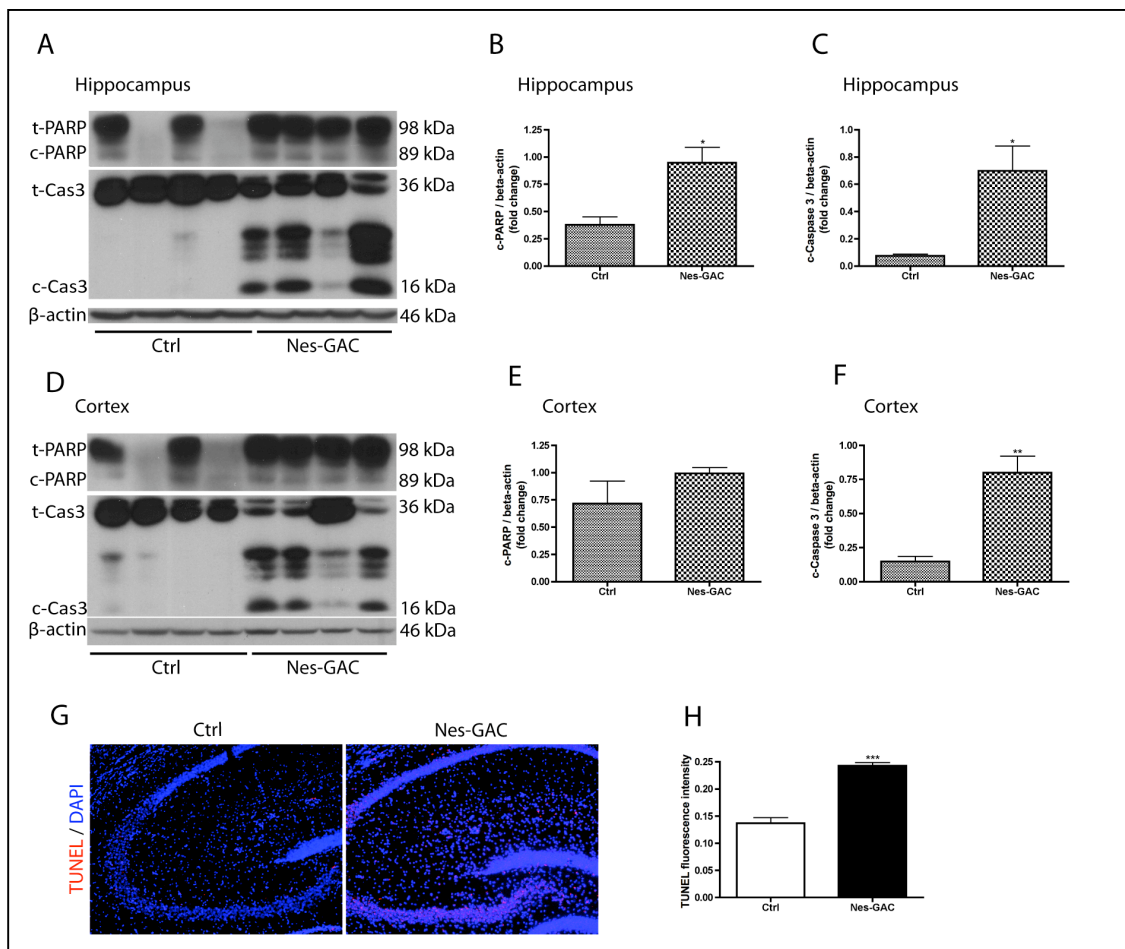 A
Hippocampus
t-PARP
98 kDa
c-PARP
89 kDa
t-Cas3
36 kDa
c-Cas3
16 kDa
β-actin
46 kDa
Ctrl
Nes-GAC
B
Hippocampus
c-PARP / beta-actin
(fold change)
1.25
1.00
0.75
0.50
0.25
0.00
*
Ctrl
Nes-GAC
C
Hippocampus
c-Caspase 3 / beta-actin
(fold change)
1.0
0.8
0.6
0.4
0.2
0.0
*
Ctrl
Nes-GAC
D
Cortex
t-PARP
98 kDa
c-PARP
89 kDa
t-Cas3
36 kDa
c-Cas3
16 kDa
β-actin
46 kDa
Ctrl
Nes-GAC
E
Cortex
c-PARP / beta-actin
(fold change)
1.25
1.00
0.75
0.50
0.25
0.00
Ctrl
Nes-GAC
F
Cortex
c-Caspase 3 / beta-actin
(fold change)
1.00
0.75
0.50
0.25
0.00
**
Ctrl
Nes-GAC
G
Ctrl
Nes-GAC
TUNEL / DAPI
H
TUNEL fluorescence intensity
0.25
0.20
0.15
0.10
0.05
0.00
***
Ctrl
Nes-GAC